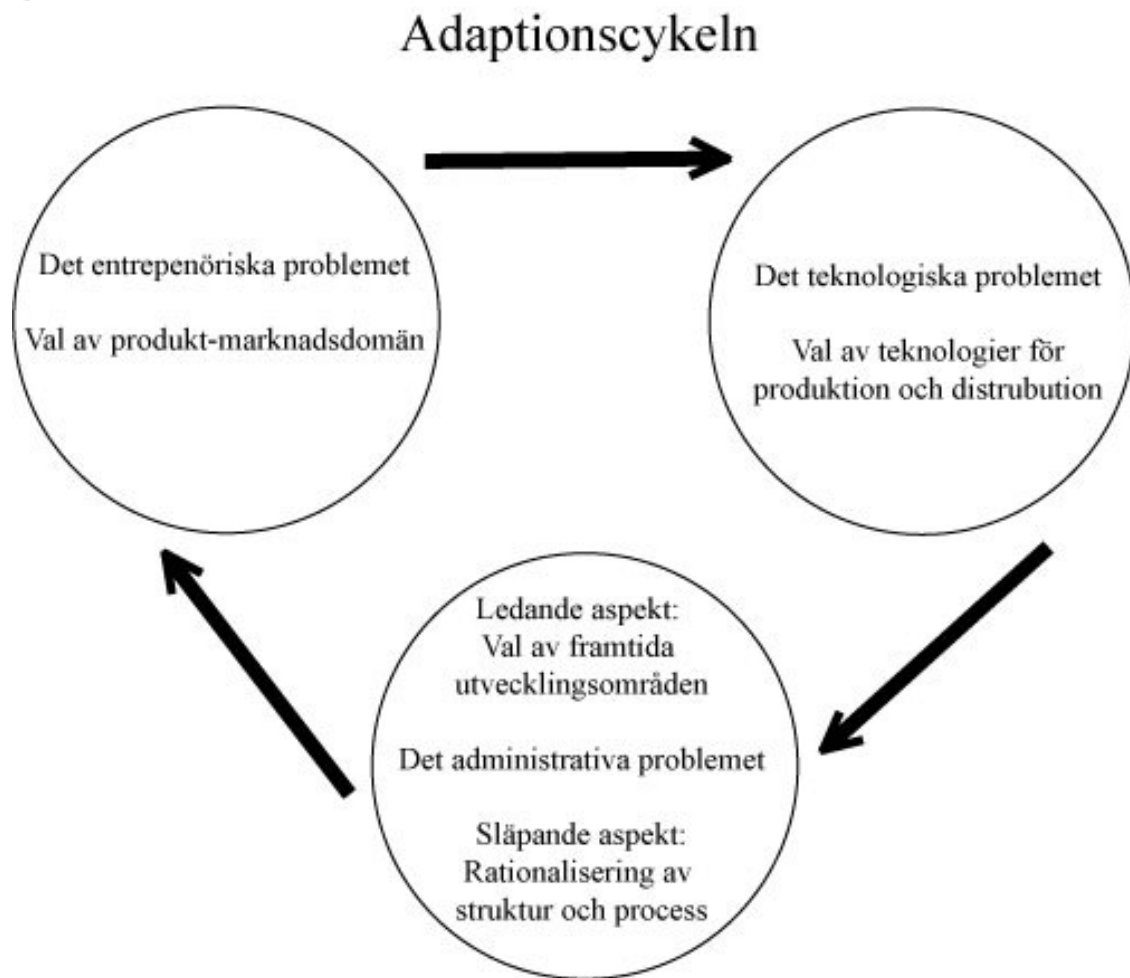 Adaptionscykeln
Det entrepenöriska problemet
Val av produkt-marknadsdomän
Det teknologiska problemet
Val av teknologier för
produktion och distrubution
Ledande aspekt:
Val av framtida
utvecklingsområden
Det administrativa problemet
Släpande aspekt:
Rationalisering av
struktur och process